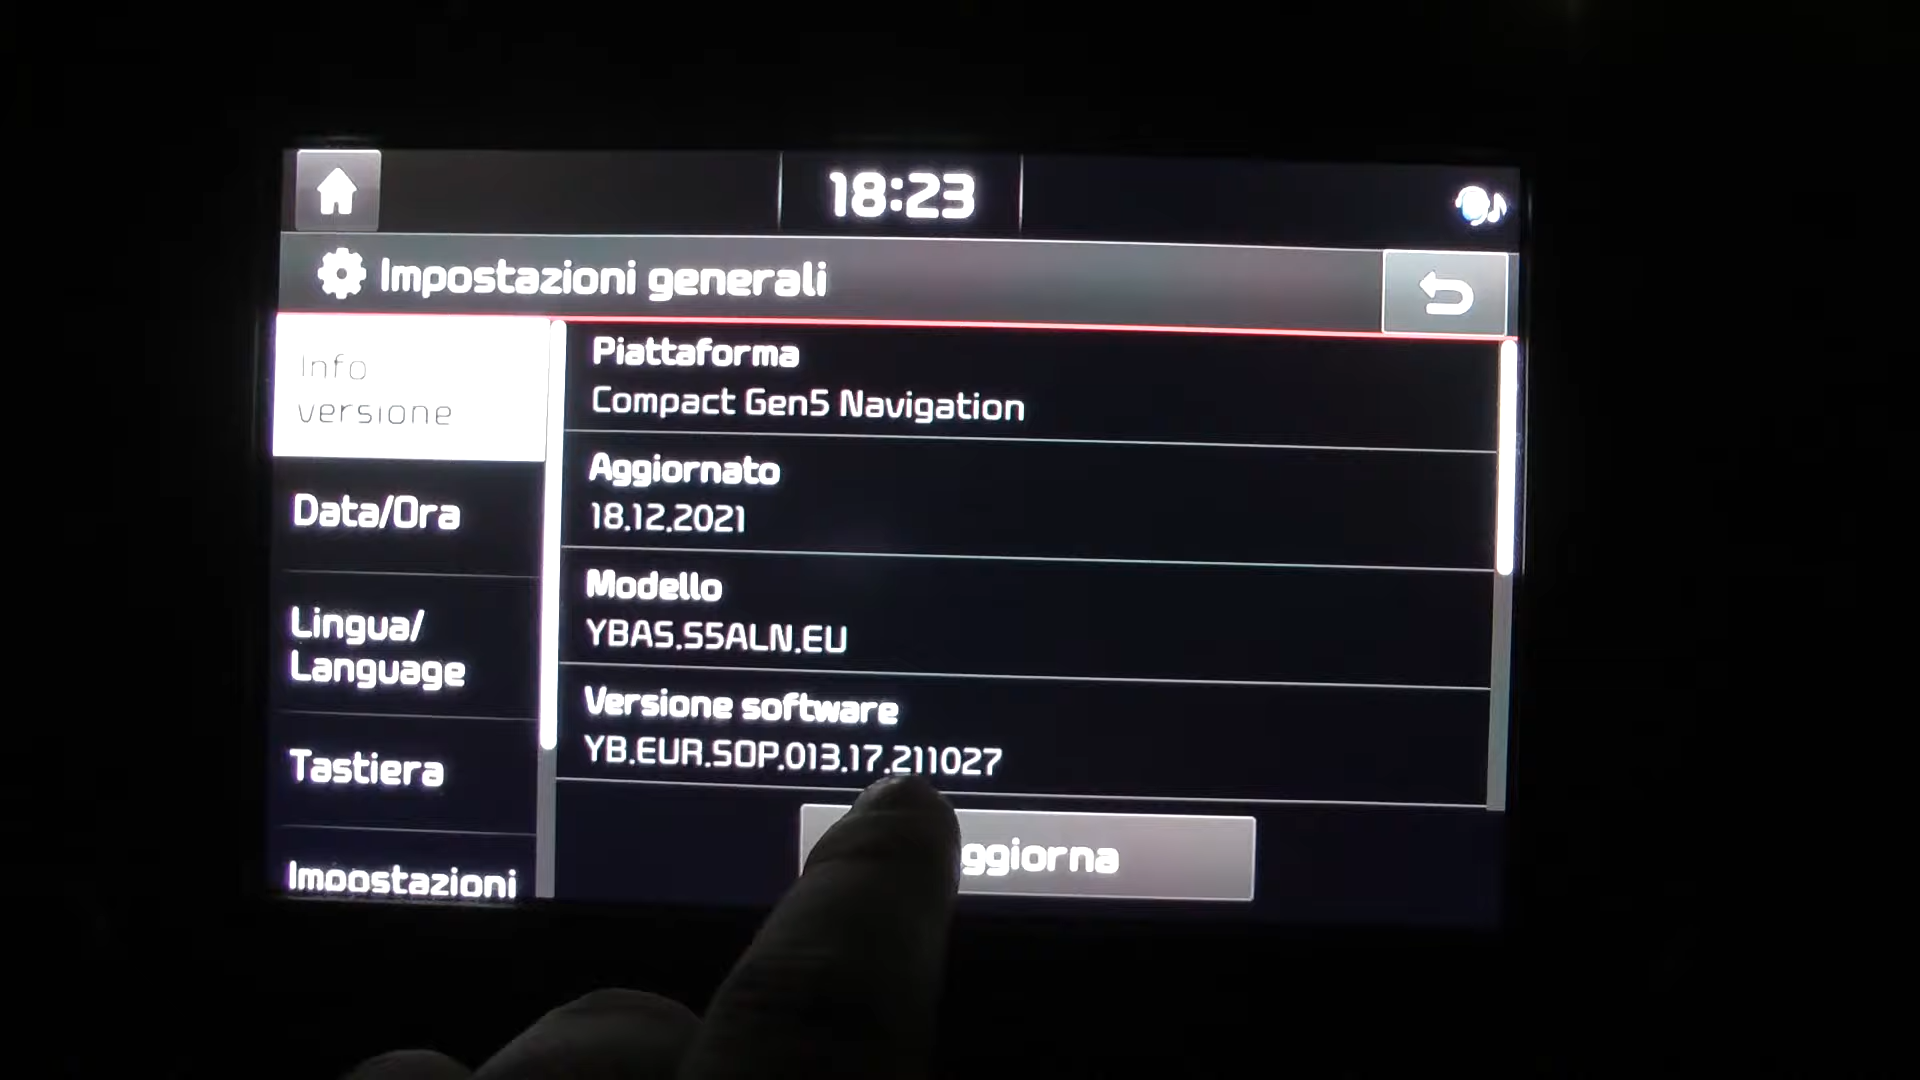 18:23
Impostazioni generali
Info
versione
Data/Ora
Lingua/
Language
Tastiera
Impostazioni
Piattaforma
Compact Gen5 Navigation
Aggiornato
18.12.2021
Modello
YBA5.S5ALN.EU
Versione software
YB.EUR.SOP.013.17.211027
ggiorna